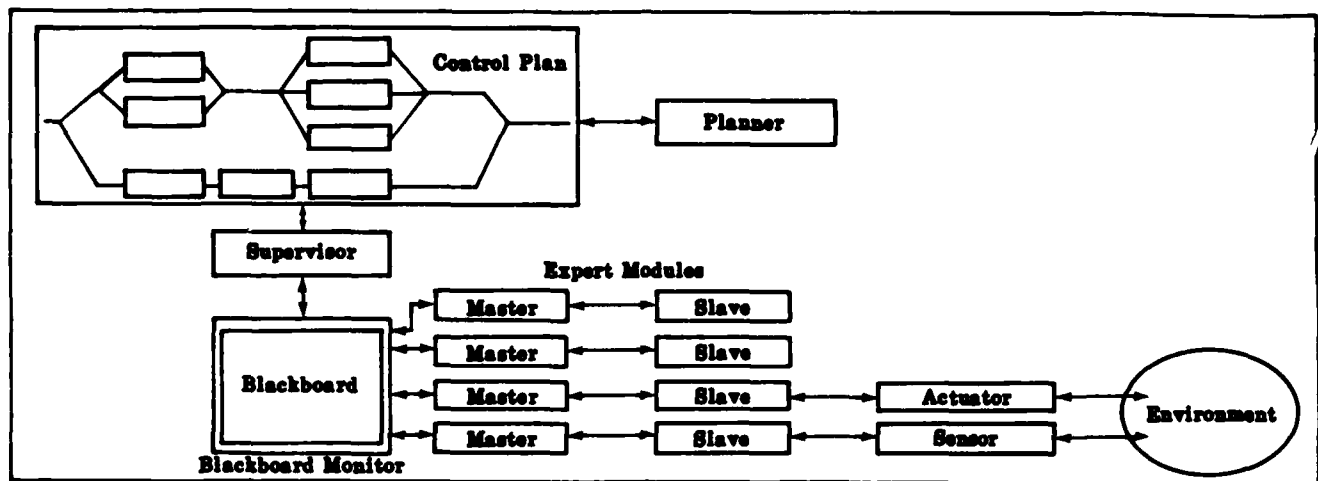 Control Plan
Planner
Supervisor
Expert Modules
Master
Slave
Master
Slave
Blackboard
Master
Slave
Actuator
Environment
Master
Slave
Sensor
Blackboard Monitor